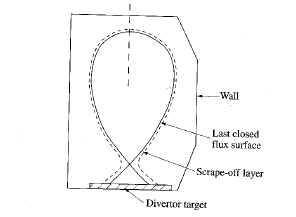 Wall
Last closed
flux surface
Scrape-off layer
Divertor target